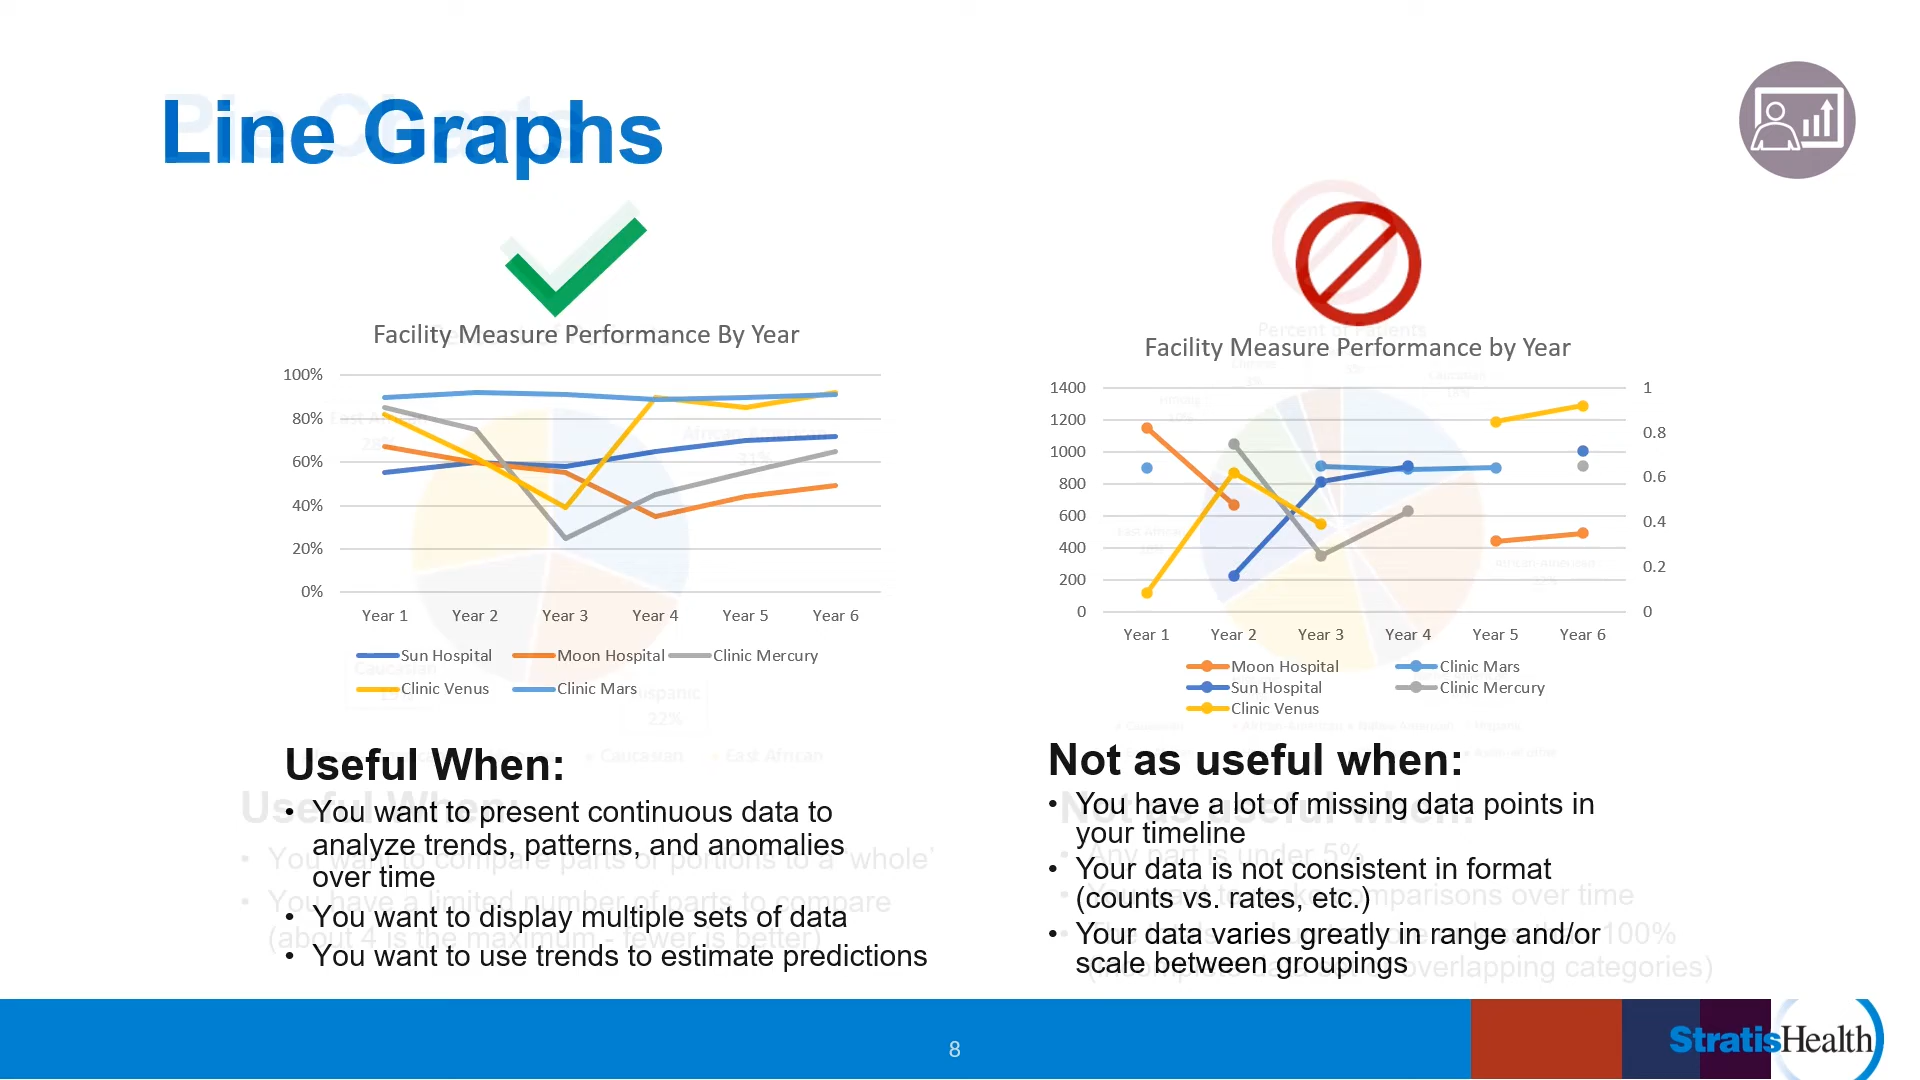 Line Graphs
Facility Measure Performance By Year
100%
80%
60%
40%
20%
0%
Year 1 Year 2 Year 3 Year 4 Year 5 Year 6
Sun Hospital Moon Hospital Clinic Mercury
Clinic Venus Clinic Mars
Useful When:
• You want to present continuous data to
analyze trends, patterns, and anomalies
over time
• You want to display multiple sets of data
• You want to use trends to estimate predictions
Facility Measure Performance by Year
1400 1
1200
0.8
1000
800
0.6
600
0.4
400
0.2
200
0 0
Year 1 Year 2 Year 3 Year 4 Year 5 Year 6
Moon Hospital Clinic Mars
Sun Hospital Clinic Mercury
Clinic Venus
Not as useful when:
• You have a lot of missing data points in
your timeline
• Your data is not consistent in format
(counts vs. rates, etc.)
• Your data varies greatly in range and/or
scale between groupings
8
StratisHealth